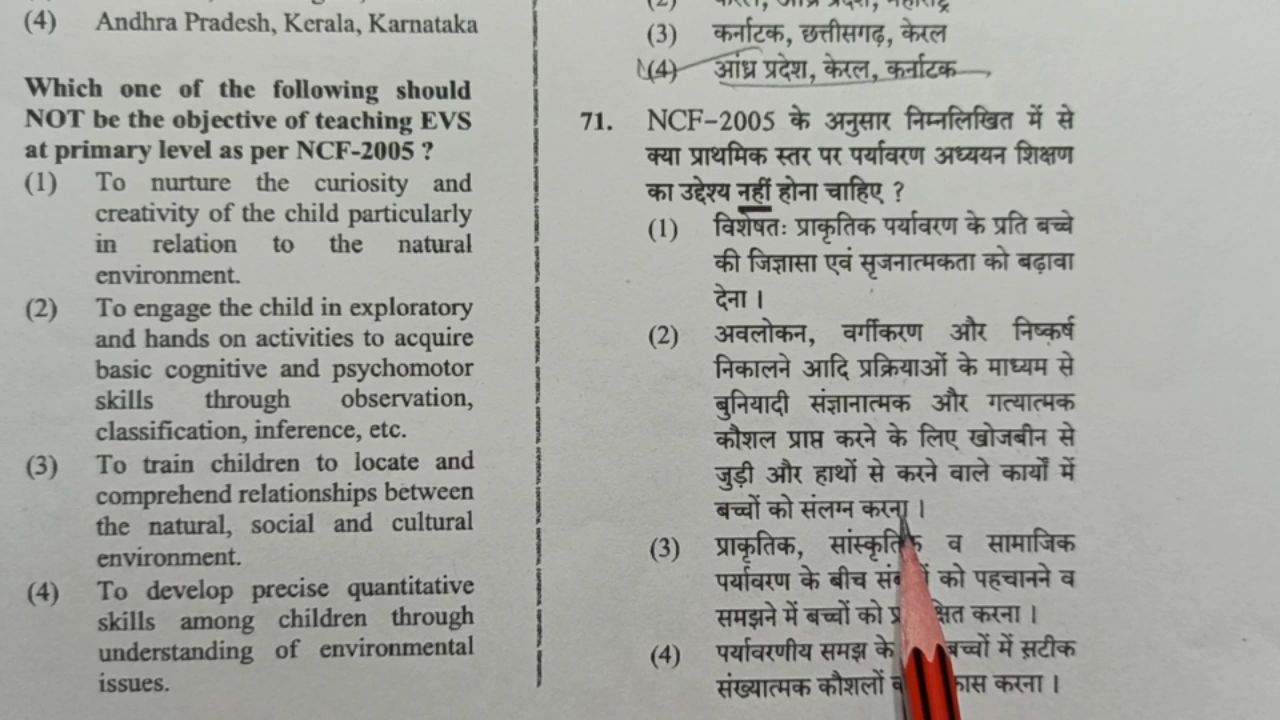 (4) Andhra Pradesh, Kerala, Karnataka
Which one of the following should
NOT be the objective of teaching EVS
at primary level as per NCF-2005 ?
(1) To nurture the curiosity and
creativity of the child particularly
in relation to the natural
environment.
(2) To engage the child in exploratory
and hands on activities to acquire
basic cognitive and psychomotor
skills through observation,
classification, inference, etc.
(3) To train children to locate and
comprehend relationships between
the natural, social and cultural
environment.
(4) To develop precise quantitative
skills among children through
understanding of environmental
issues.
(3) कर्नाटक, छत्तीसगढ़, केरल
(4) आंध्र प्रदेश, केरल, कर्नाटक
71. NCF-2005 के अनुसार निम्नलिखित में से
क्या प्राथमिक स्तर पर पर्यावरण अध्ययन शिक्षण
का उद्देश्य नहीं होना चाहिए ?
(1) विशेषतः प्राकृतिक पर्यावरण के प्रति बच्चे
की जिज्ञासा एवं सृजनात्मकता को बढ़ावा
देना ।
(2) अवलोकन, वर्गीकरण और निष्कर्ष
निकालने आदि प्रक्रियाओं के माध्यम से
बुनियादी संज्ञानात्मक और गत्यात्मक
कौशल प्राप्त करने के लिए खोजबीन से
जुड़ी और हाथों से करने वाले कार्यों में
बच्चों को संलग्न करना ।
(3) प्राकृतिक, सांस्कृतिक व सामाजिक
पर्यावरण के बीच को पहचानने व
समझने में बच्चों को करना ।
(4) पर्यावरणीय समझ के बच्चों में सटीक
संख्यात्मक कौशलों करना ।